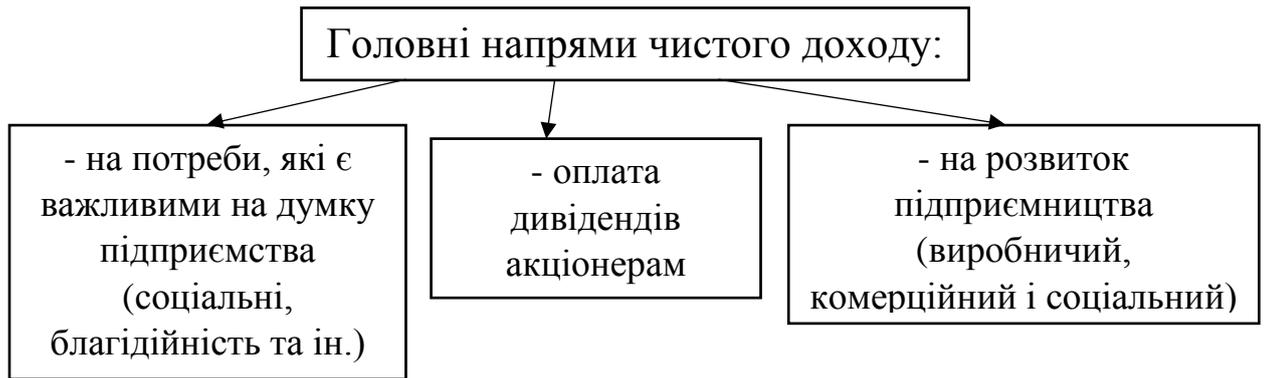 Головні напрями чистого доходу:
- на потреби, які є
важливими на думку
підприємства
(соціальні,
благідійність та ін.)
- оплата
дивідендів
акціонерам
- на розвиток
підприємництва
(виробничий,
комерційний і соціальний)